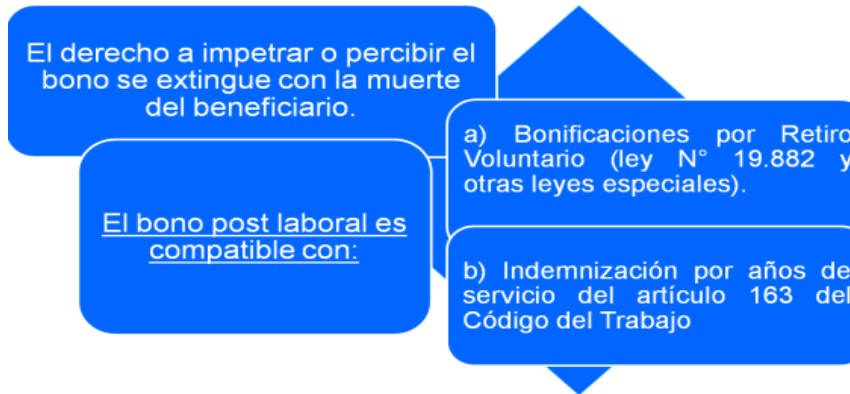 El derecho a impetrar o percibir el
bono se extingue con la muerte
del beneficiario.
El bono post laboral es
compatible con:
a) Bonificaciones por Retiro
Voluntario (ley N° 19.882 y
otras leyes especiales).
b) Indemnización por años de
servicio del artículo 163 del
Código del Trabajo